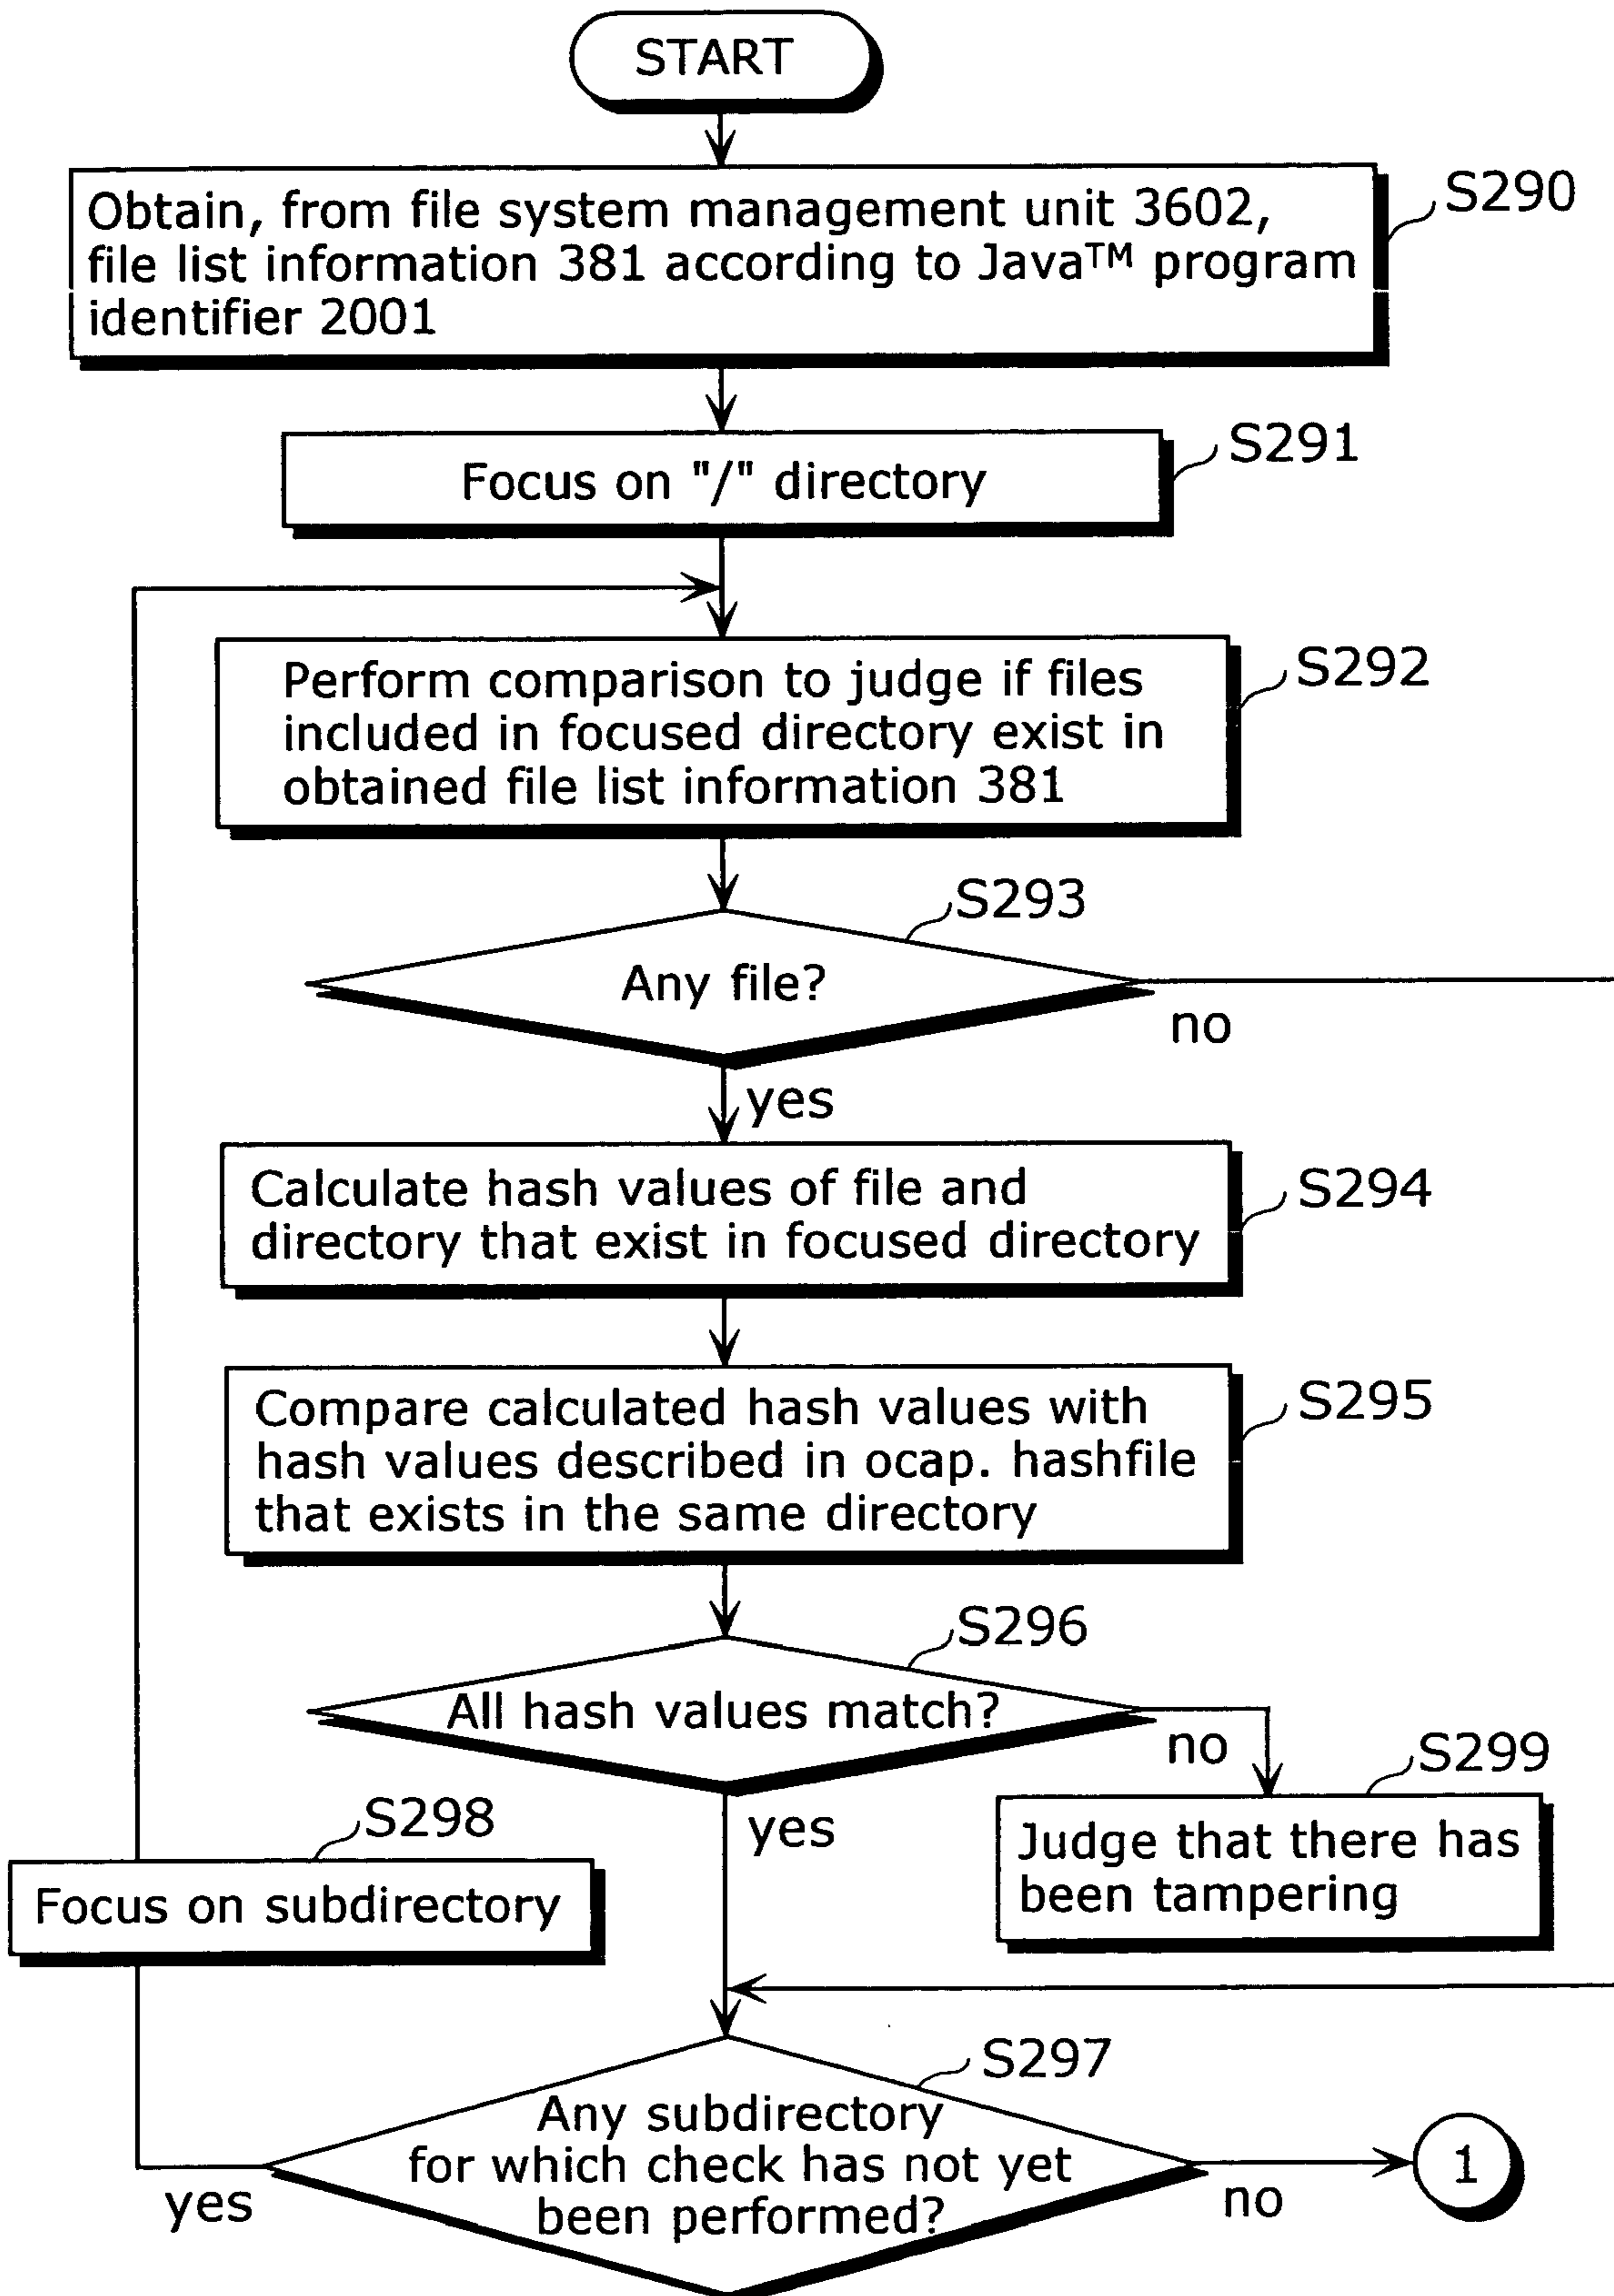 START
S290
Obtain, from file system management unit 3602,
file list information 381 according to Java™ program
identifier 2001
S291
Focus on "/" directory
S292
Perform comparison to judge if files
included in focused directory exist in
obtained file list information 381
S293
Any file?
no
yes
S294
Calculate hash values of file and
directory that exist in focused directory
S295
Compare calculated hash values with
hash values described in ocap. hashfile
that exists in the same directory
S296
All hash values match?
no
yes
S299
Judge that there has
been tampering
S298
Focus on subdirectory
S297
Any subdirectory
for which check has not yet
been performed?
yes
no
1